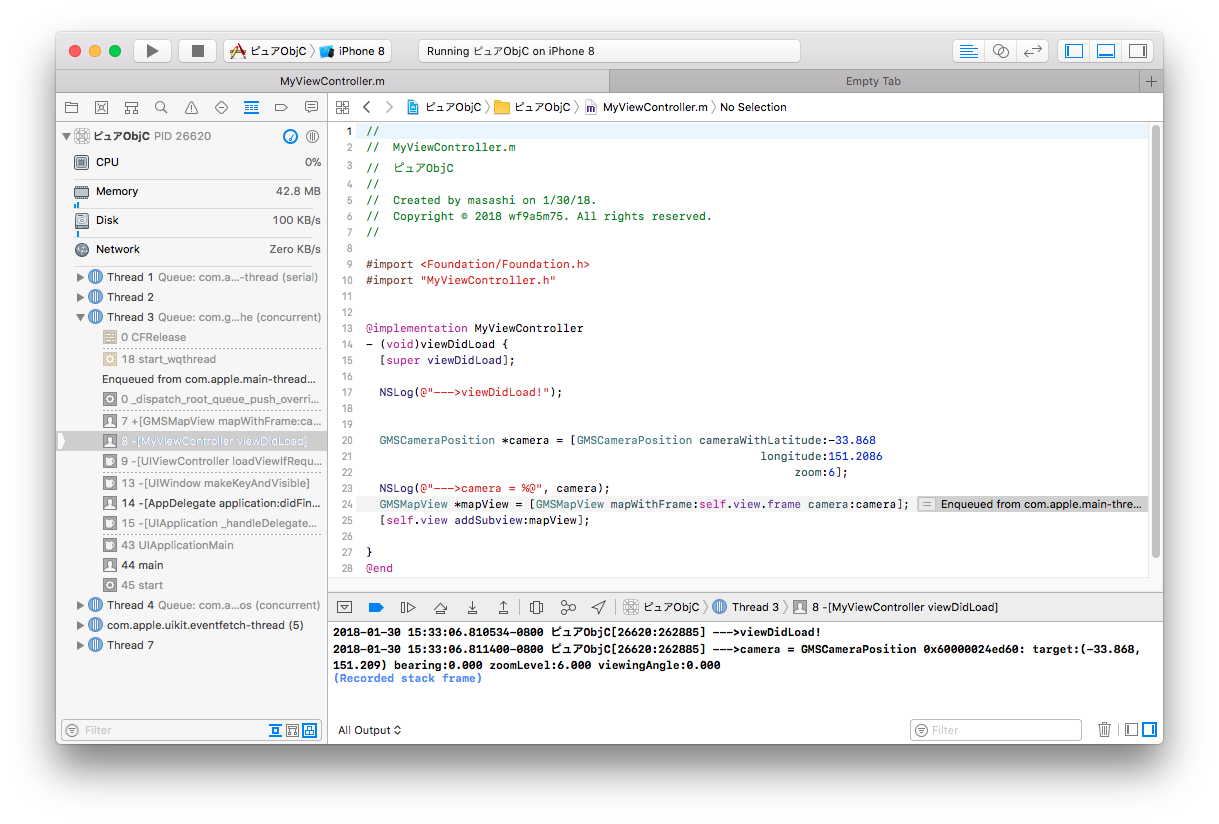 ピュアObjC
iPhone 8
Running ピュアObjC on iPhone 8
MyViewController.m
Empty Tab
ピュアObjC
ピュアObjC
MyViewController.m
No Selection
ピュアObjC PID 26620
CPU 0%
Memory 42.8 MB
Disk 100 KB/s
Network Zero KB/s
Thread 1 Queue: com.a...-thread (serial)
Thread 2
Thread 3 Queue: com.g...he (concurrent)
0 CFRelease
18 start_wqthread
Enqueued from com.apple.main-thread...
0 _dispatch_root_queue_push_overri...
7 +[GMSMapView mapWithFrame:ca...
8 -[MyViewController viewDidLoad]
9 -[UIViewController loadViewIfRequ...
13 -[UIWindow makeKeyAndVisible]
14 -[AppDelegate application:didFin...
15 -[UIApplication _handleDelegate...
43 UIApplicationMain
44 main
45 start
Thread 4 Queue: com.a...os (concurrent)
com.apple.uikit.eventfetch-thread (5)
Thread 7
Filter
1 //
2 //  MyViewController.m
3 //  ピュアObjC
4 //
5 //  Created by masashi on 1/30/18.
6 //  Copyright © 2018 wf9a5m75. All rights reserved.
7 //
8
9 #import <Foundation/Foundation.h>
10 #import "MyViewController.h"
11
12
13 @implementation MyViewController
14 - (void)viewDidLoad {
15   [super viewDidLoad];
16
17   NSLog(@"--->viewDidLoad!");
18
19
20   GMSCameraPosition *camera = [GMSCameraPosition cameraWithLatitude:-33.868
21 longitude:151.2086
22 zoom:6];
23   NSLog(@"--->camera = %@", camera);
24   GMSMapView *mapView = [GMSMapView mapWithFrame:self.view.frame camera:camera]; = Enqueued from com.apple.main-thre...
25   [self.view addSubview:mapView];
26
27 }
28 @end
ピュアObjC
Thread 3
8 -[MyViewController viewDidLoad]
2018-01-30 15:33:06.810534-0800 ピュアObjC[26620:262885] --->viewDidLoad!
2018-01-30 15:33:06.811400-0800 ピュアObjC[26620:262885] --->camera = GMSCameraPosition 0x60000024ed60: target:(-33.868,
151.209) bearing:0.000 zoomLevel:6.000 viewingAngle:0.000
(Recorded stack frame)
All Output
Filter